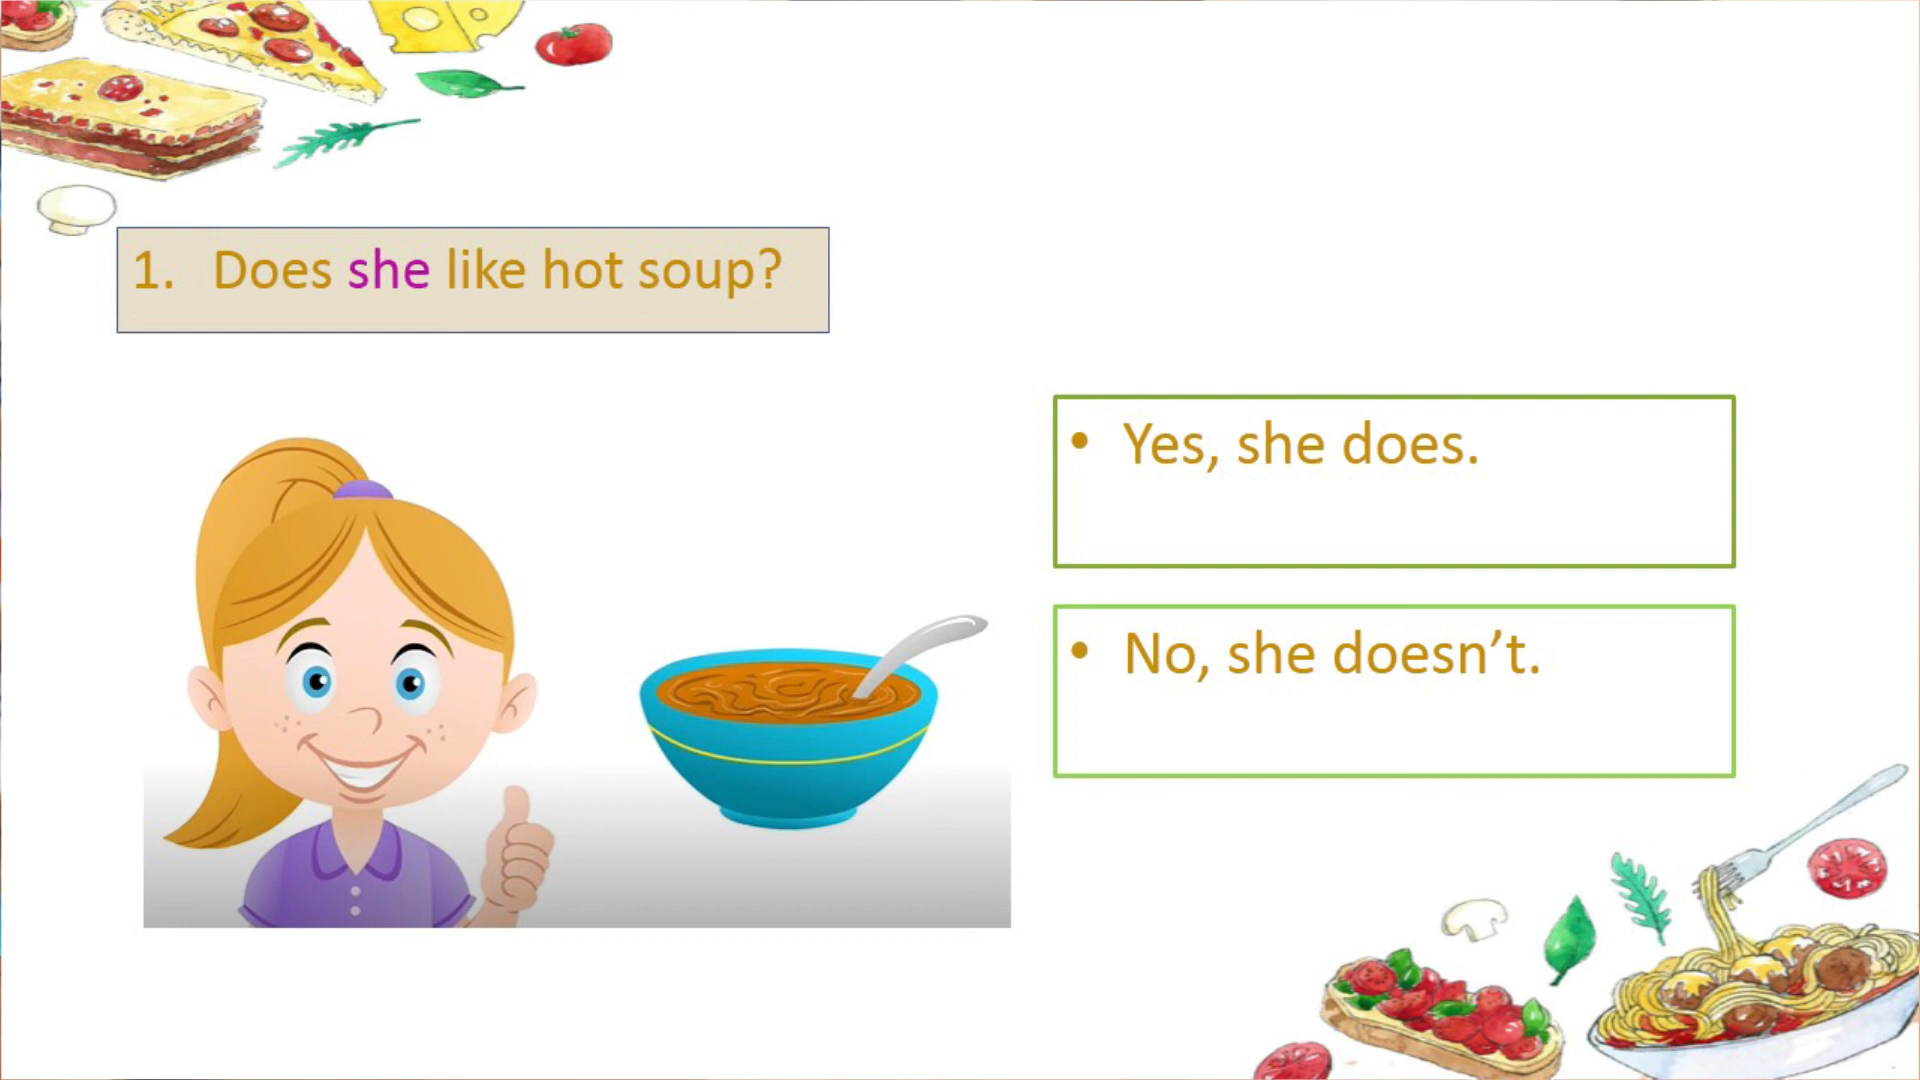 1. Does she like hot soup?
• Yes, she does.
• No, she doesn’t.